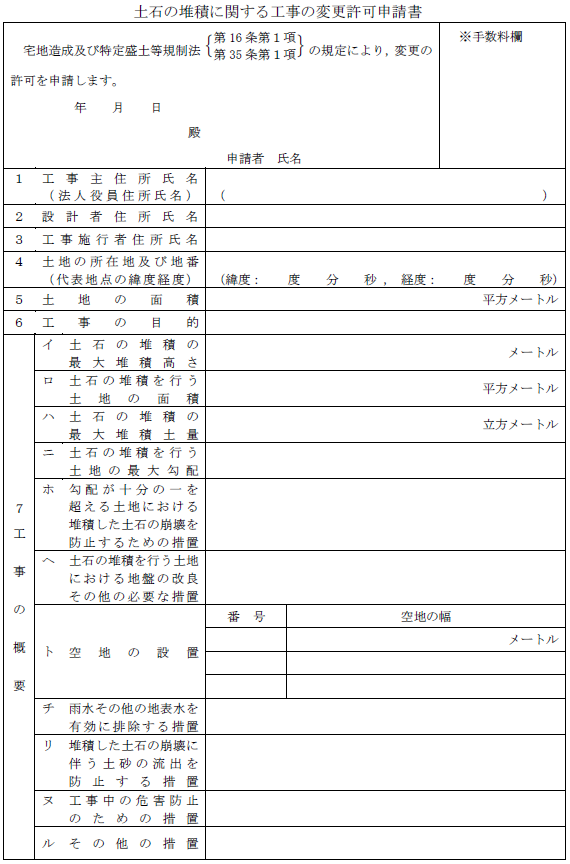 土石の堆積に関する工事の変更許可申請書
宅地造成及び特定盛土等規制法{第16条第1項 第35条第1項}の規定により，変更の
許可を申請します。
年　月　日
殿
申請者　氏名
※手数料欄
1 工事主住所氏名
（法人役員住所氏名）（　）
2 設計者住所氏名
3 工事施行者住所氏名
4 土地の所在地及び地番
（代表地点の緯度経度）（緯度：　度　分　秒，経度：　度　分　秒）
5 土地の面積 平方メートル
6 工事の目的
7 工事の概要
イ 土石の堆積の
最大堆積高さ メートル
ロ 土石の堆積を行う
土地の面積 平方メートル
ハ 土石の堆積の
最大堆積土量 立方メートル
ニ 土石の堆積を行う
土地の最大勾配
ホ 勾配が十分の一を
超える土地における
堆積した土石の崩壊を
防止するための措置
ヘ 土石の堆積を行う土地
における地盤の改良
その他の必要な措置
ト 空地の設置
番号 空地の幅
メートル
チ 雨水その他の地表水を
有効に排除する措置
リ 堆積した土石の崩壊に
伴う土砂の流出を
防止する措置
ヌ 工事中の危害防止
のための措置
ル その他の措置